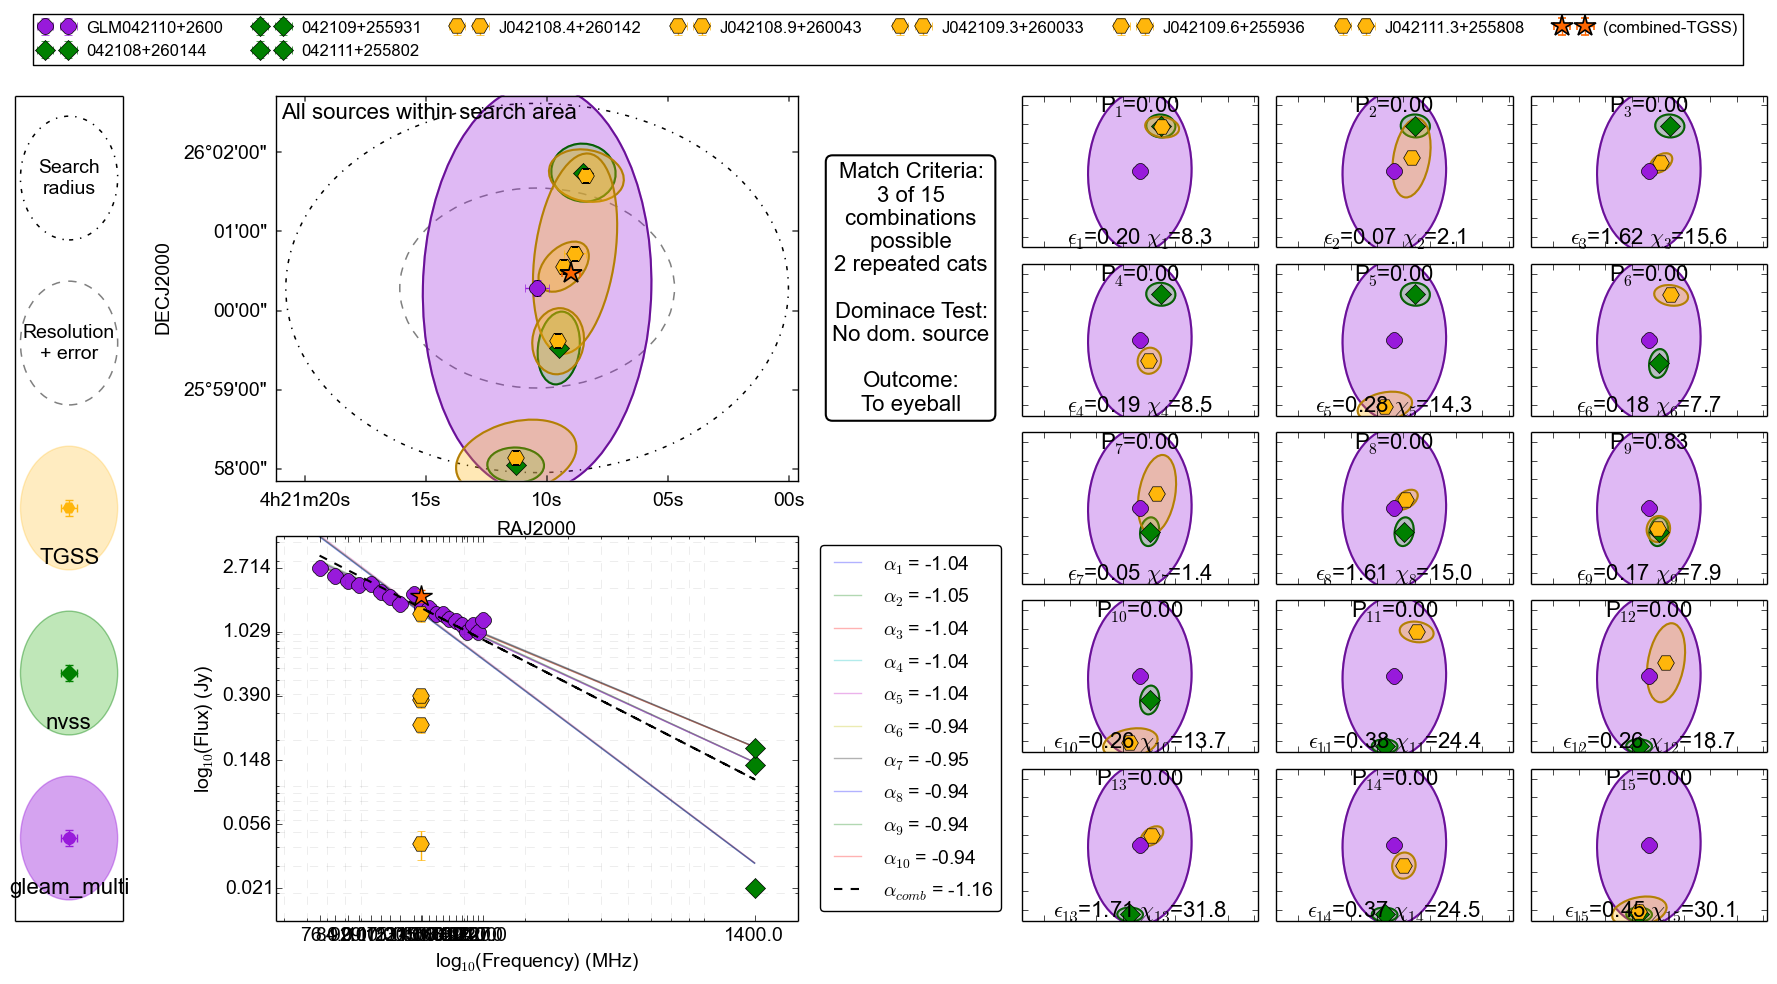 GLM042110+2600 042109+255931 J042108.4+260142 J042108.9+260043 J042109.3+260033 J042109.6+255936 J042111.3+255808 (combined-TGSS)
042108+260144 042111+255802
Search
radius
Resolution
+ error
TGSS
nvss
gleam_multi
All sources within search area
DECJ2000
26°02'00"
01'00"
00'00"
25°59'00"
58'00"
4h21m20s 15s 10s 05s 00s
RAJ2000
Match Criteria:
3 of 15
combinations
possible
2 repeated cats
Dominace Test:
No dom. source
Outcome:
To eyeball
log10(Flux) (Jy)
2.714
1.029
0.390
0.148
0.056
0.021
1400.0
log10(Frequency) (MHz)
α1 = -1.04
α2 = -1.05
α3 = -1.04
α4 = -1.04
α5 = -1.04
α6 = -0.94
α7 = -0.95
α8 = -0.94
α9 = -0.94
α10 = -0.94
αcomb = -1.16
P1=0.00
ϵ1=0.20 χ1=8.3
P2=0.00
ϵ2=0.07 χ2=2.1
P3=0.00
ϵ3=1.62 χ3=15.6
P4=0.00
ϵ4=0.19 χ4=8.5
P5=0.00
ϵ5=0.28 χ5=14.3
P6=0.00
ϵ6=0.18 χ6=7.7
P7=0.00
ϵ7=0.05 χ7=1.4
P8=0.00
ϵ8=1.61 χ8=15.0
P9=0.83
ϵ9=0.17 χ9=7.9
P10=0.00
ϵ10=0.26 χ10=13.7
P11=0.00
ϵ11=0.38 χ11=24.4
P12=0.00
ϵ12=0.26 χ12=18.7
P13=0.00
ϵ13=1.71 χ13=31.8
P14=0.00
ϵ14=0.37 χ14=24.5
P15=0.00
ϵ15=0.45 χ15=30.1